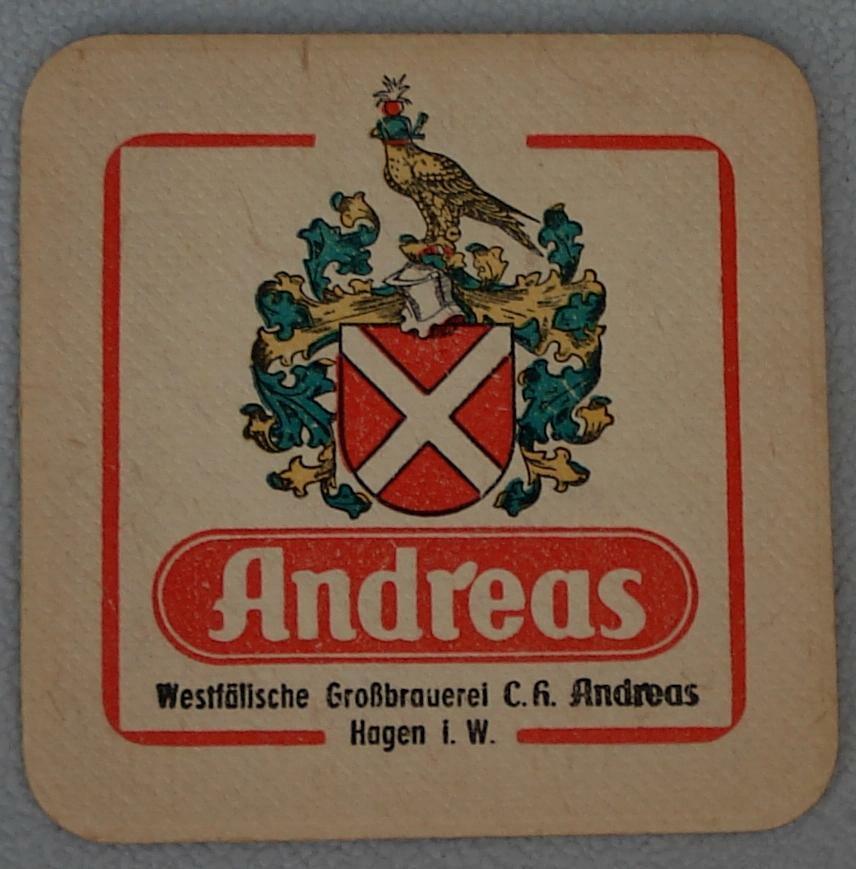 Andreas
Westfälische Großbrauerei C. H. Andreas
Hagen i. W.